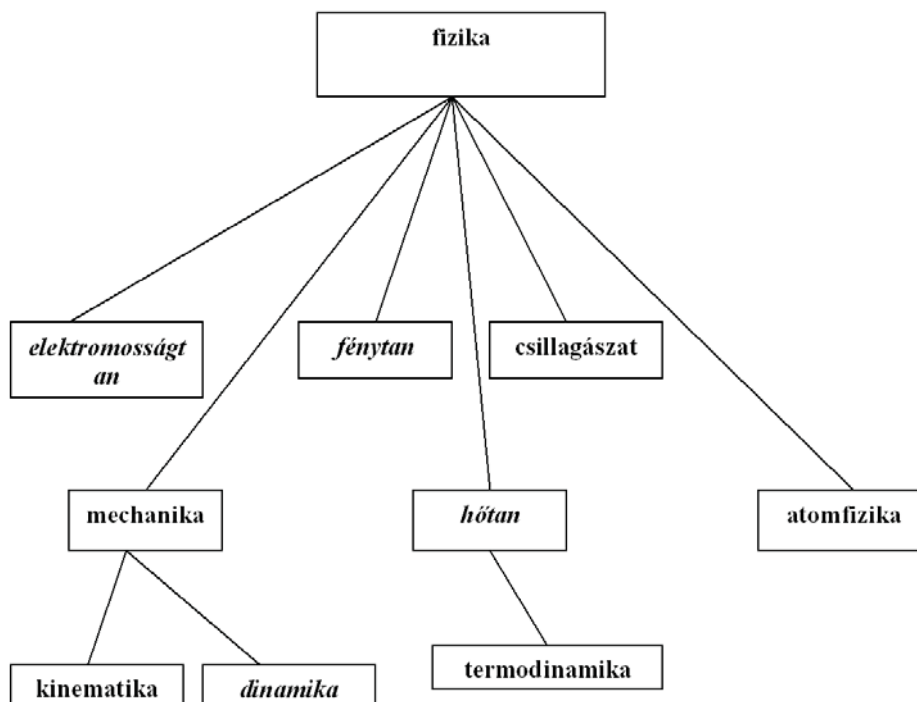 fizika
elektromosságt
an
fénytan
csillagászat
mechanika
hőtan
atomfizika
kinematika
dinamika
termodinamika